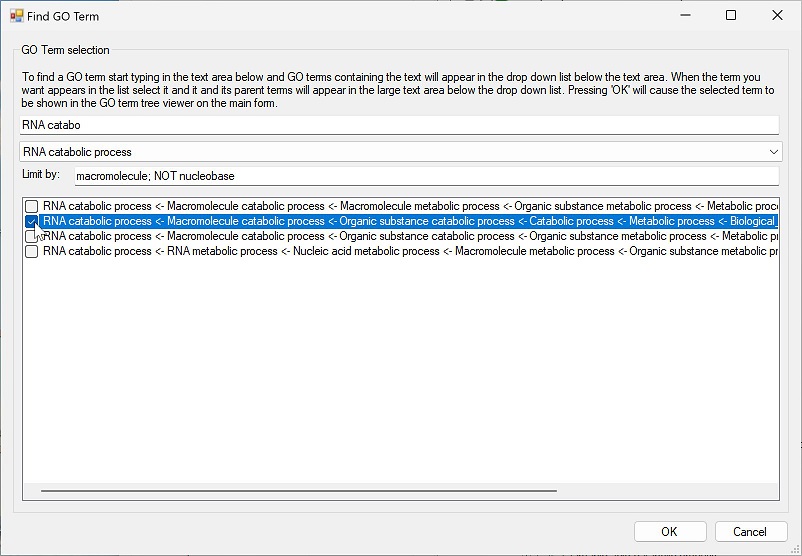 Find GO Term
GO Term selection
To find a GO term start typing in the text area below and GO terms containing the text will appear in the drop down list below the text area. When the term you
want appears in the list select it and it and its parent terms will appear in the large text area below the drop down list. Pressing 'OK' will cause the selected term to
be shown in the GO term tree viewer on the main form.
RNA catabo
RNA catabolic process
Limit by:
macromolecule; NOT nucleobase
RNA catabolic process <- Macromolecule catabolic process <- Macromolecule metabolic process <- Organic substance metabolic process <- Metabolic proce
RNA catabolic process <- Macromolecule catabolic process <- Organic substance catabolic process <- Catabolic process <- Metabolic process <- Biological_
RNA catabolic process <- Macromolecule catabolic process <- Organic substance catabolic process <- Organic substance metabolic process <- Metabolic pr
RNA catabolic process <- RNA metabolic process <- Nucleic acid metabolic process <- Macromolecule metabolic process <- Organic substance metabolic pr
OK
Cancel